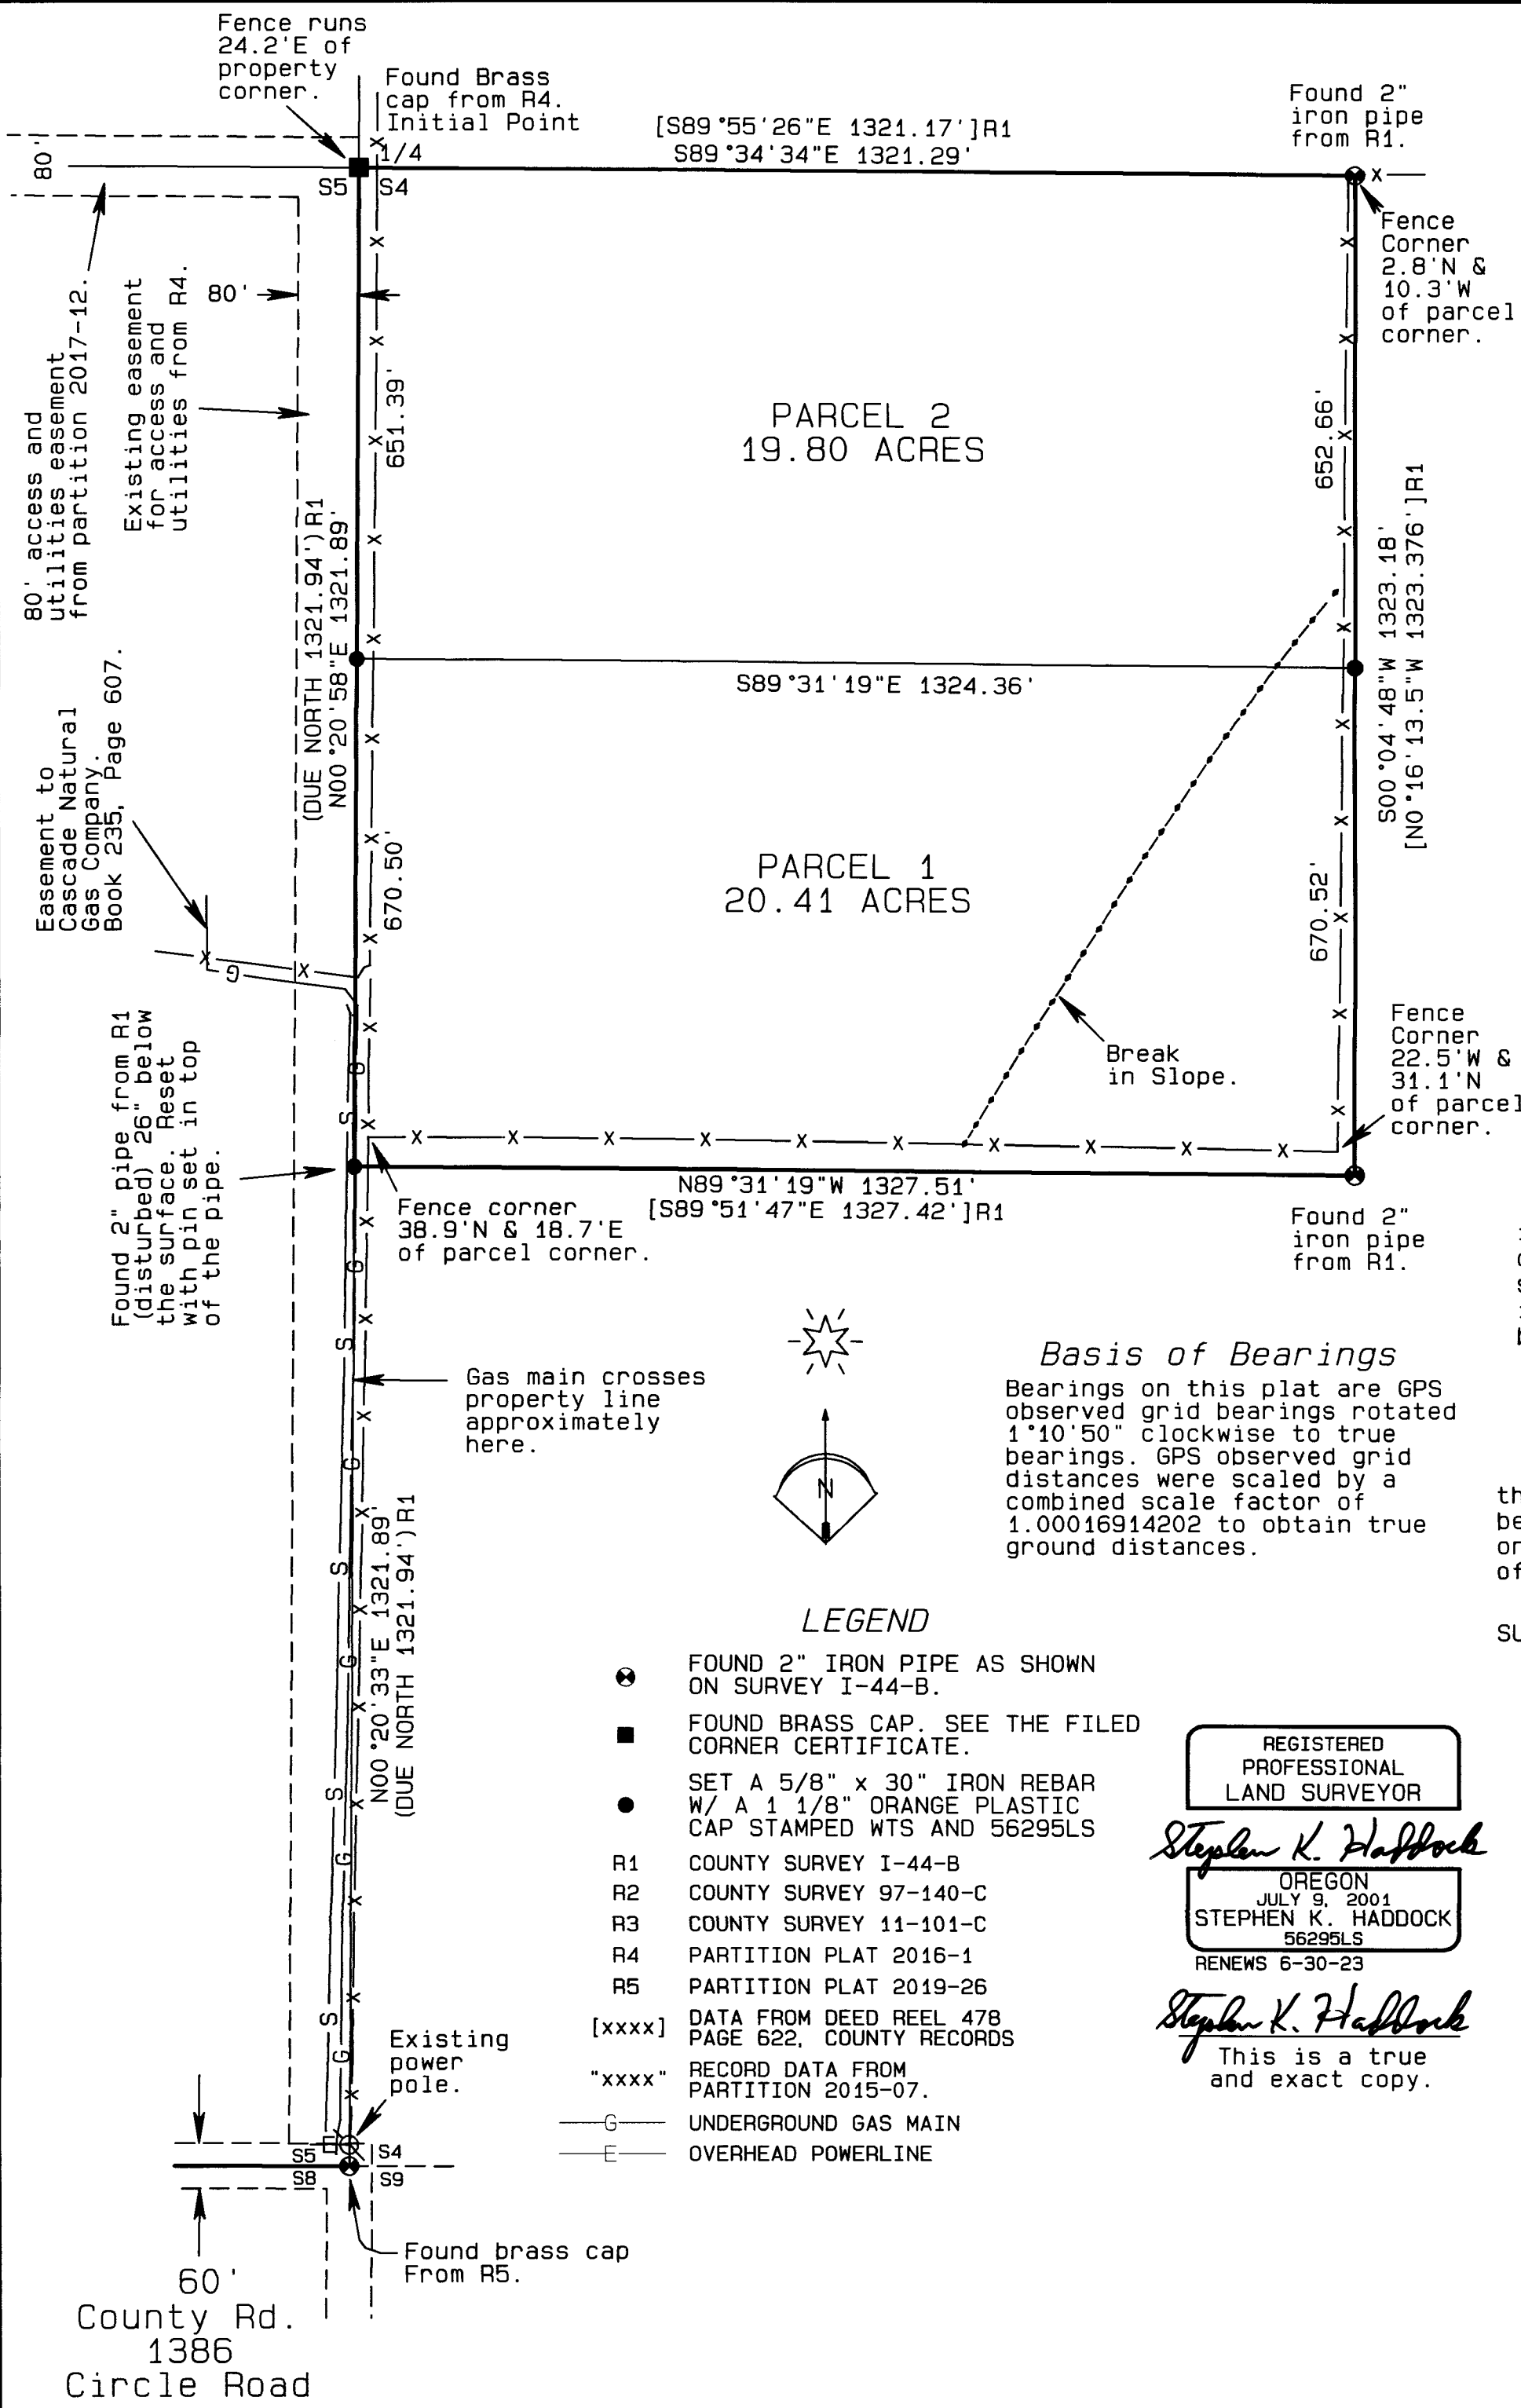 Fence runs
24.2'E of
property
corner.
Found Brass
cap from R4.
Initial Point
[S89°55'26"E 1321.17']R1
S89°34'34"E 1321.29'
Found 2"
iron pipe
from R1.
80'
1/4
S5
S4
X
Fence
Corner
2.8'N &
10.3'W
of parcel
corner.
80' access and
utilities easement
from partition 2017-12.
Existing easement
for access and
utilities from R4.
80'
651.39'
PARCEL 2
19.80 ACRES
652.66'
(DUE NORTH 1321.94')R1
N00°20'58"E 1321.89'
S00°04'48"W 1323.18'
[N0°16'13.5"W 1323.376']R1
S89°31'19"E 1324.36'
Easement to
Cascade Natural
Gas Company.
Book 235, Page 607.
670.50'
PARCEL 1
20.41 ACRES
670.52'
X
G
X
Found 2" pipe from R1
(disturbed) 26" below
the surface. Reset
with pin set in top
of the pipe.
Break
in Slope.
Fence
Corner
22.5'W &
31.1'N
of parcel
corner.
X X X X X X X X X X
N89°31'19"W 1327.51'
[S89°51'47"E 1327.42']R1
Fence corner
38.9'N & 18.7'E
of parcel corner.
Found 2"
iron pipe
from R1.
Gas main crosses
property line
approximately
here.
N
Basis of Bearings
Bearings on this plat are GPS
observed grid bearings rotated
1°10'50" clockwise to true
bearings. GPS observed grid
distances were scaled by a
combined scale factor of
1.00016914202 to obtain true
ground distances.
th
be
or
of
SU
N00°20'33"E 1321.89'
(DUE NORTH 1321.94')R1
LEGEND
FOUND 2" IRON PIPE AS SHOWN
ON SURVEY I-44-B.
FOUND BRASS CAP. SEE THE FILED
CORNER CERTIFICATE.
SET A 5/8" x 30" IRON REBAR
W/ A 1 1/8" ORANGE PLASTIC
CAP STAMPED WTS AND 56295LS
R1 COUNTY SURVEY I-44-B
R2 COUNTY SURVEY 97-140-C
R3 COUNTY SURVEY 11-101-C
R4 PARTITION PLAT 2016-1
R5 PARTITION PLAT 2019-26
[xxxx] DATA FROM DEED REEL 478
PAGE 622, COUNTY RECORDS
"xxxx" RECORD DATA FROM
PARTITION 2015-07.
G UNDERGROUND GAS MAIN
E OVERHEAD POWERLINE
REGISTERED
PROFESSIONAL
LAND SURVEYOR
Stephen K. Haddock
OREGON
JULY 9, 2001
STEPHEN K. HADDOCK
56295LS
RENEWS 6-30-23
Stephen K. Haddock
This is a true
and exact copy.
Existing
power
pole.
S5
S4
S8
S9
Found brass cap
From R5.
60'
County Rd.
1386
Circle Road